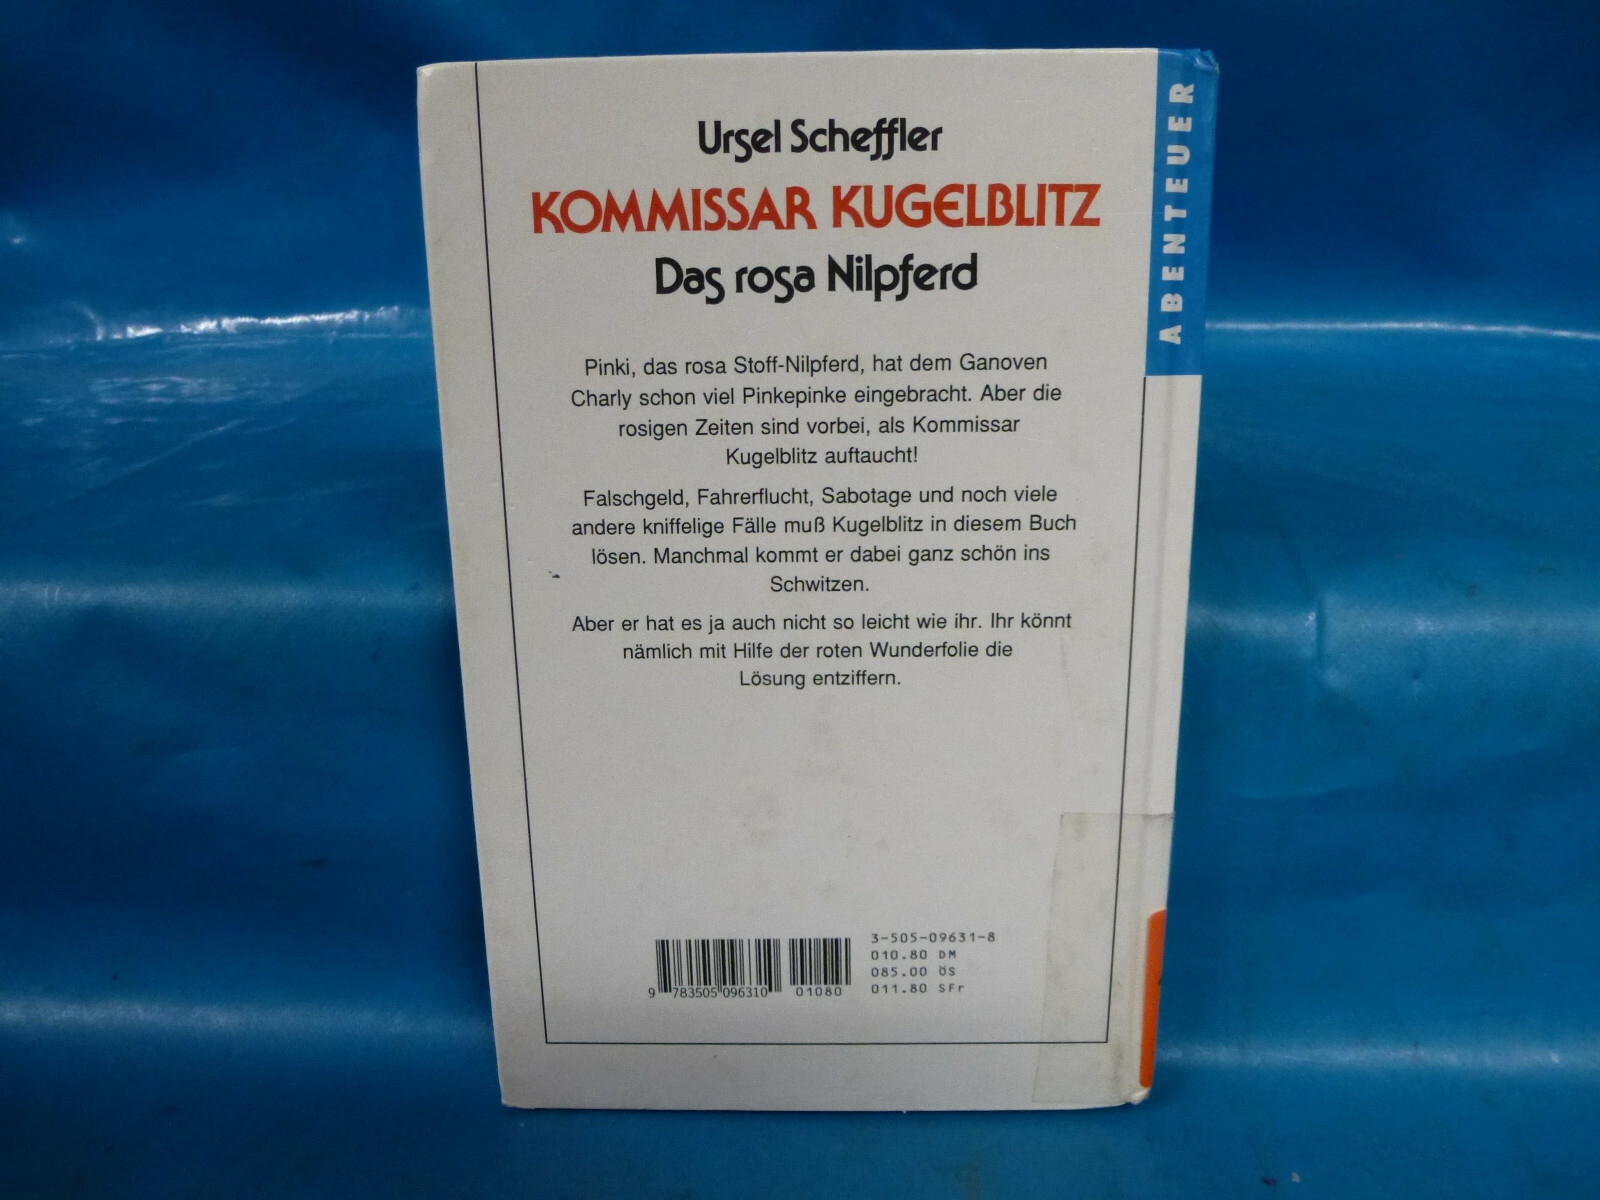 Ursel Scheffler
KOMMISSAR KUGELBLITZ
Das rosa Nilpferd
Pinki, das rosa Stoff-Nilpferd, hat dem Ganoven
Charly schon viel Pinkepinke eingebracht. Aber die
rosigen Zeiten sind vorbei, als Kommissar
Kugelblitz auftaucht!
Falschgeld, Fahrerflucht, Sabotage und noch viele
andere kniffelige Fälle muß Kugelblitz in diesem Buch
lösen. Manchmal kommt er dabei ganz schön ins
Schwitzen.
Aber er hat es ja auch nicht so leicht wie ihr. Ihr könnt
nämlich mit Hilfe der roten Wunderfolie die
Lösung entziffern.
3-505-09631-8
010.80 DM
085.00 ÖS
011.80 SFr
9 783505 096310 01080
ABENTEUER